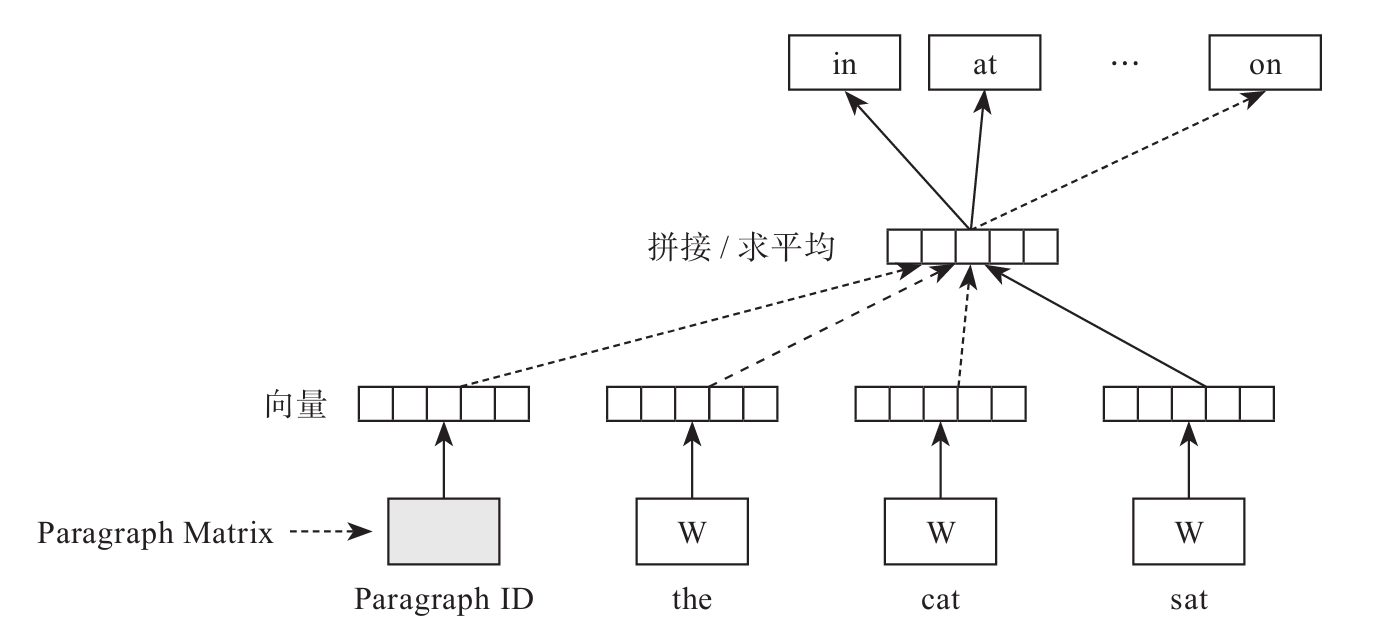 in at … on
拼接 / 求平均
向量
Paragraph Matrix W W W
Paragraph ID the cat sat